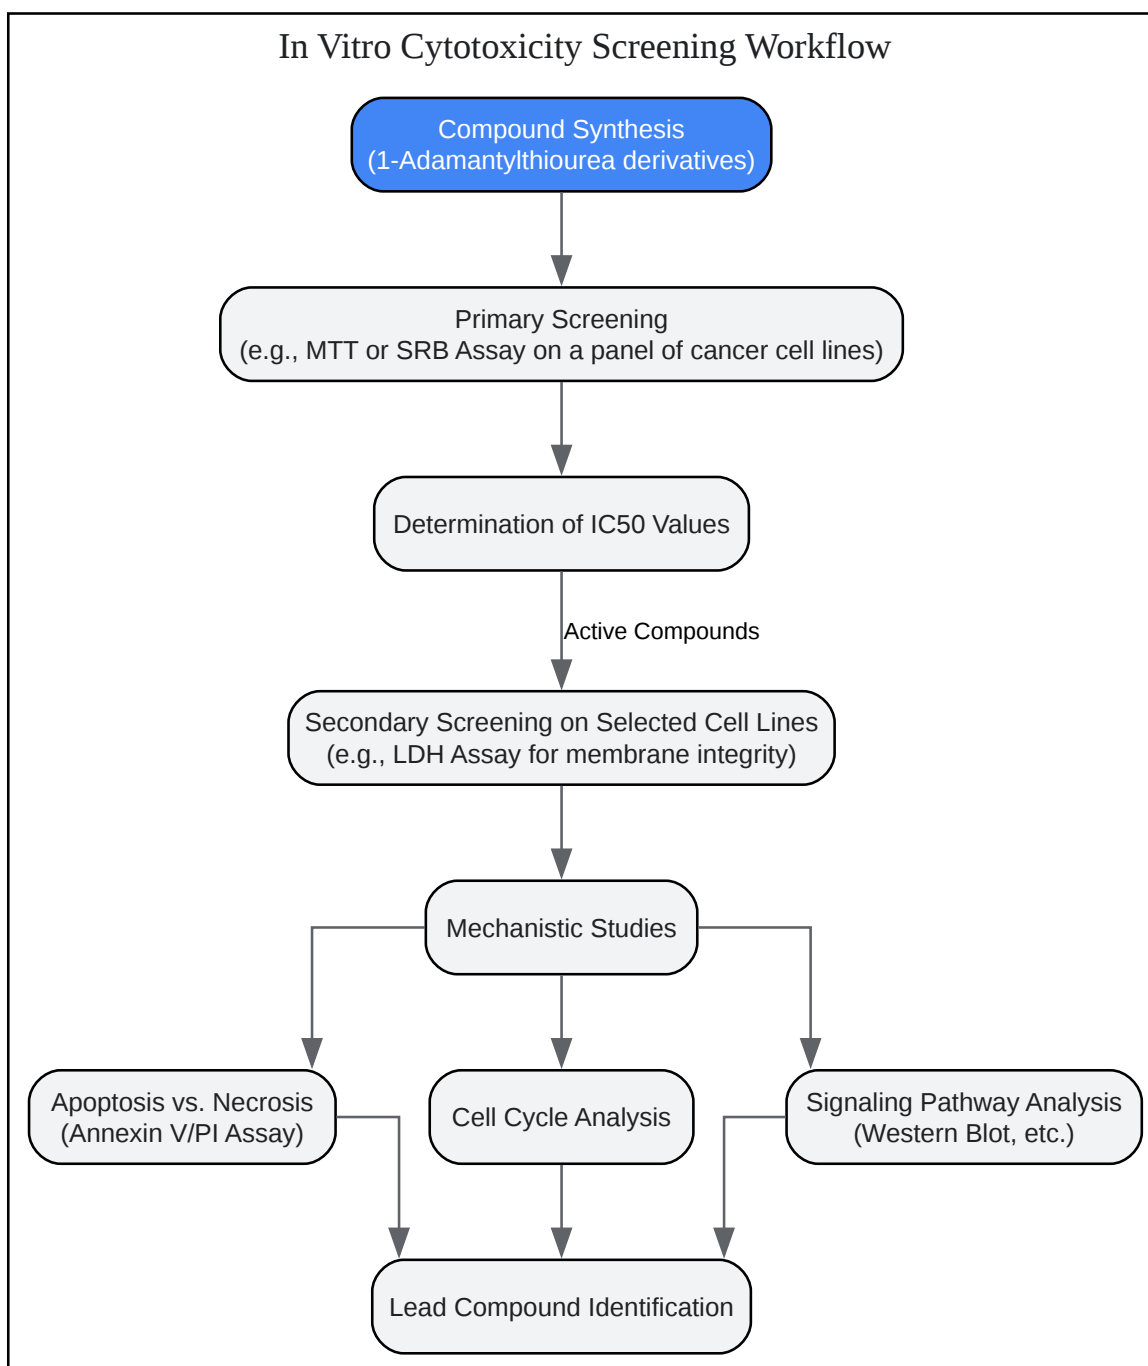 In Vitro Cytotoxicity Screening Workflow
Compound Synthesis
(1-Adamantylthiourea derivatives)
Primary Screening
(e.g., MTT or SRB Assay on a panel of cancer cell lines)
Determination of IC50 Values
Active Compounds
Secondary Screening on Selected Cell Lines
(e.g., LDH Assay for membrane integrity)
Mechanistic Studies
Apoptosis vs. Necrosis
(Annexin V/PI Assay)
Cell Cycle Analysis
Signaling Pathway Analysis
(Western Blot, etc.)
Lead Compound Identification